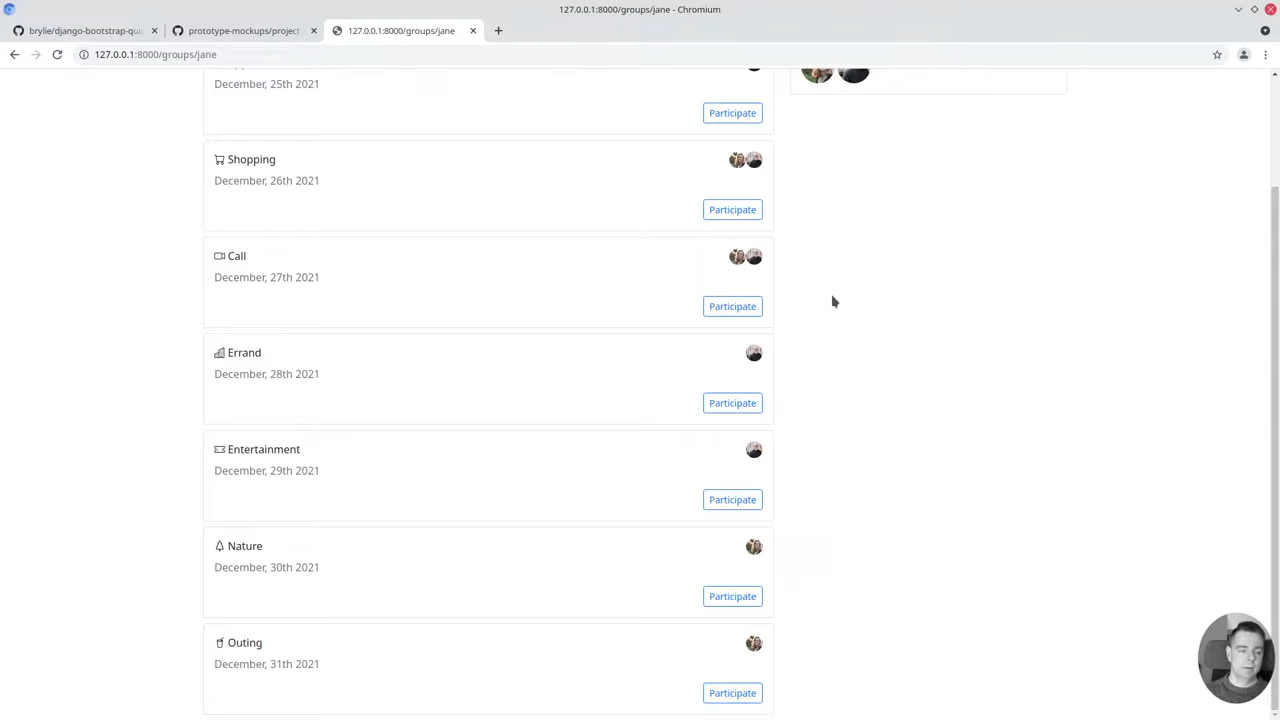 127.0.0.1:8000/groups/jane - Chromium
brylie/django-bootstrap-qui
prototype-mockups/project
127.0.0.1:8000/groups/jane
127.0.0.1:8000/groups/jane
December, 25th 2021
Participate
Shopping
December, 26th 2021
Participate
Call
December, 27th 2021
Participate
Errand
December, 28th 2021
Participate
Entertainment
December, 29th 2021
Participate
Nature
December, 30th 2021
Participate
Outing
December, 31th 2021
Participate